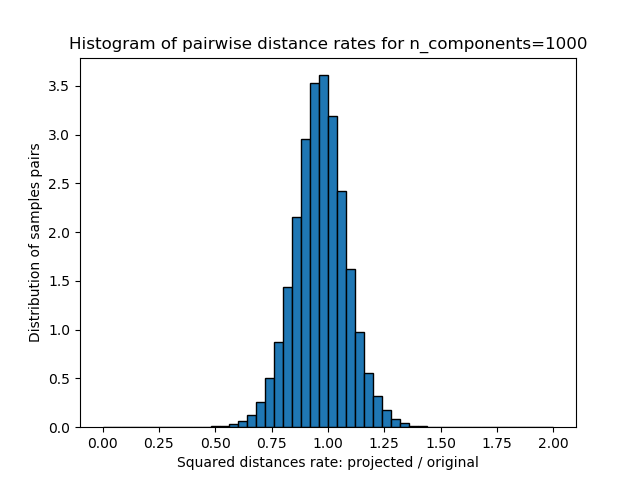 Histogram of pairwise distance rates for n_components=1000
Distribution of samples pairs
3.5
3.0
2.5
2.0
1.5
1.0
0.5
0.0
0.00 0.25 0.50 0.75 1.00 1.25 1.50 1.75 2.00
Squared distances rate: projected / original